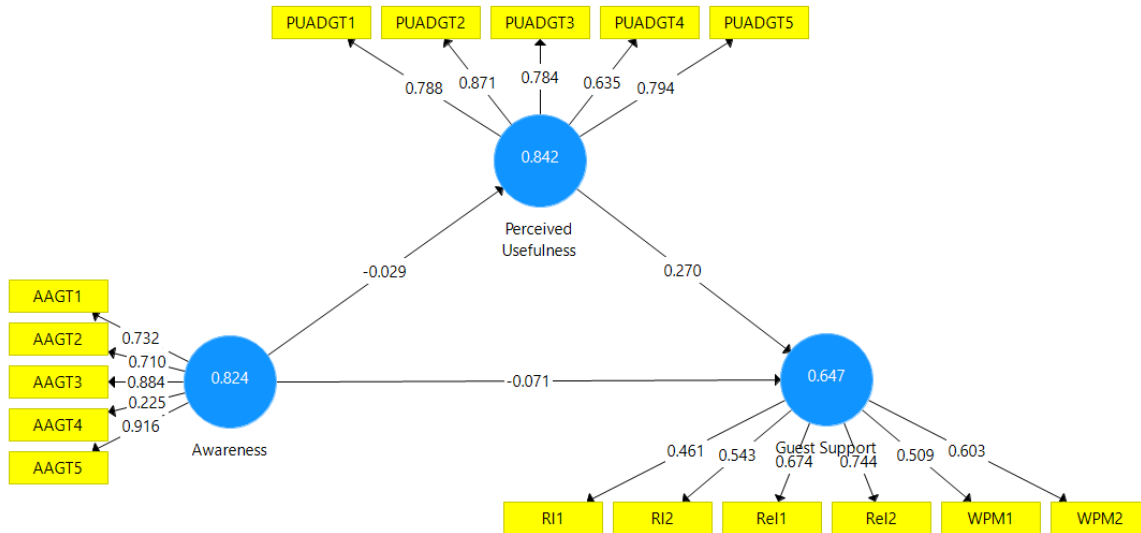 PUADGT1 PUADGT2 PUADGT3 PUADGT4 PUADGT5
0.788 0.871 0.784 0.635 0.794
0.842
Perceived
Usefulness
-0.029 0.270
AAGT1
AAGT2
AAGT3
AAGT4
AAGT5
0.732
0.710
0.884
0.225
0.916
0.824
Awareness
-0.071
0.647
Guest Support
0.461 0.543 0.674 0.744 0.509 0.603
RI1 RI2 Rel1 Rel2 WPM1 WPM2